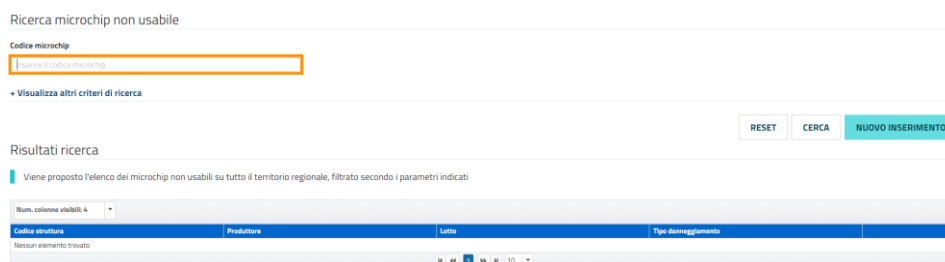 Ricerca microchip non usabile
Codice microchip
Inserire il codice microchip
+ Visualizza altri criteri di ricerca
RESET CERCA NUOVO INSERIMENTO
Risultati ricerca
Viene proposto l'elenco dei microchip non usabili su tutto il territorio regionale, filtrato secondo i parametri indicati
Num. colonne visibili: 4
Codice struttura Produttore Lotto Tipo danneggiamento
Nessun elemento trovato
1 10